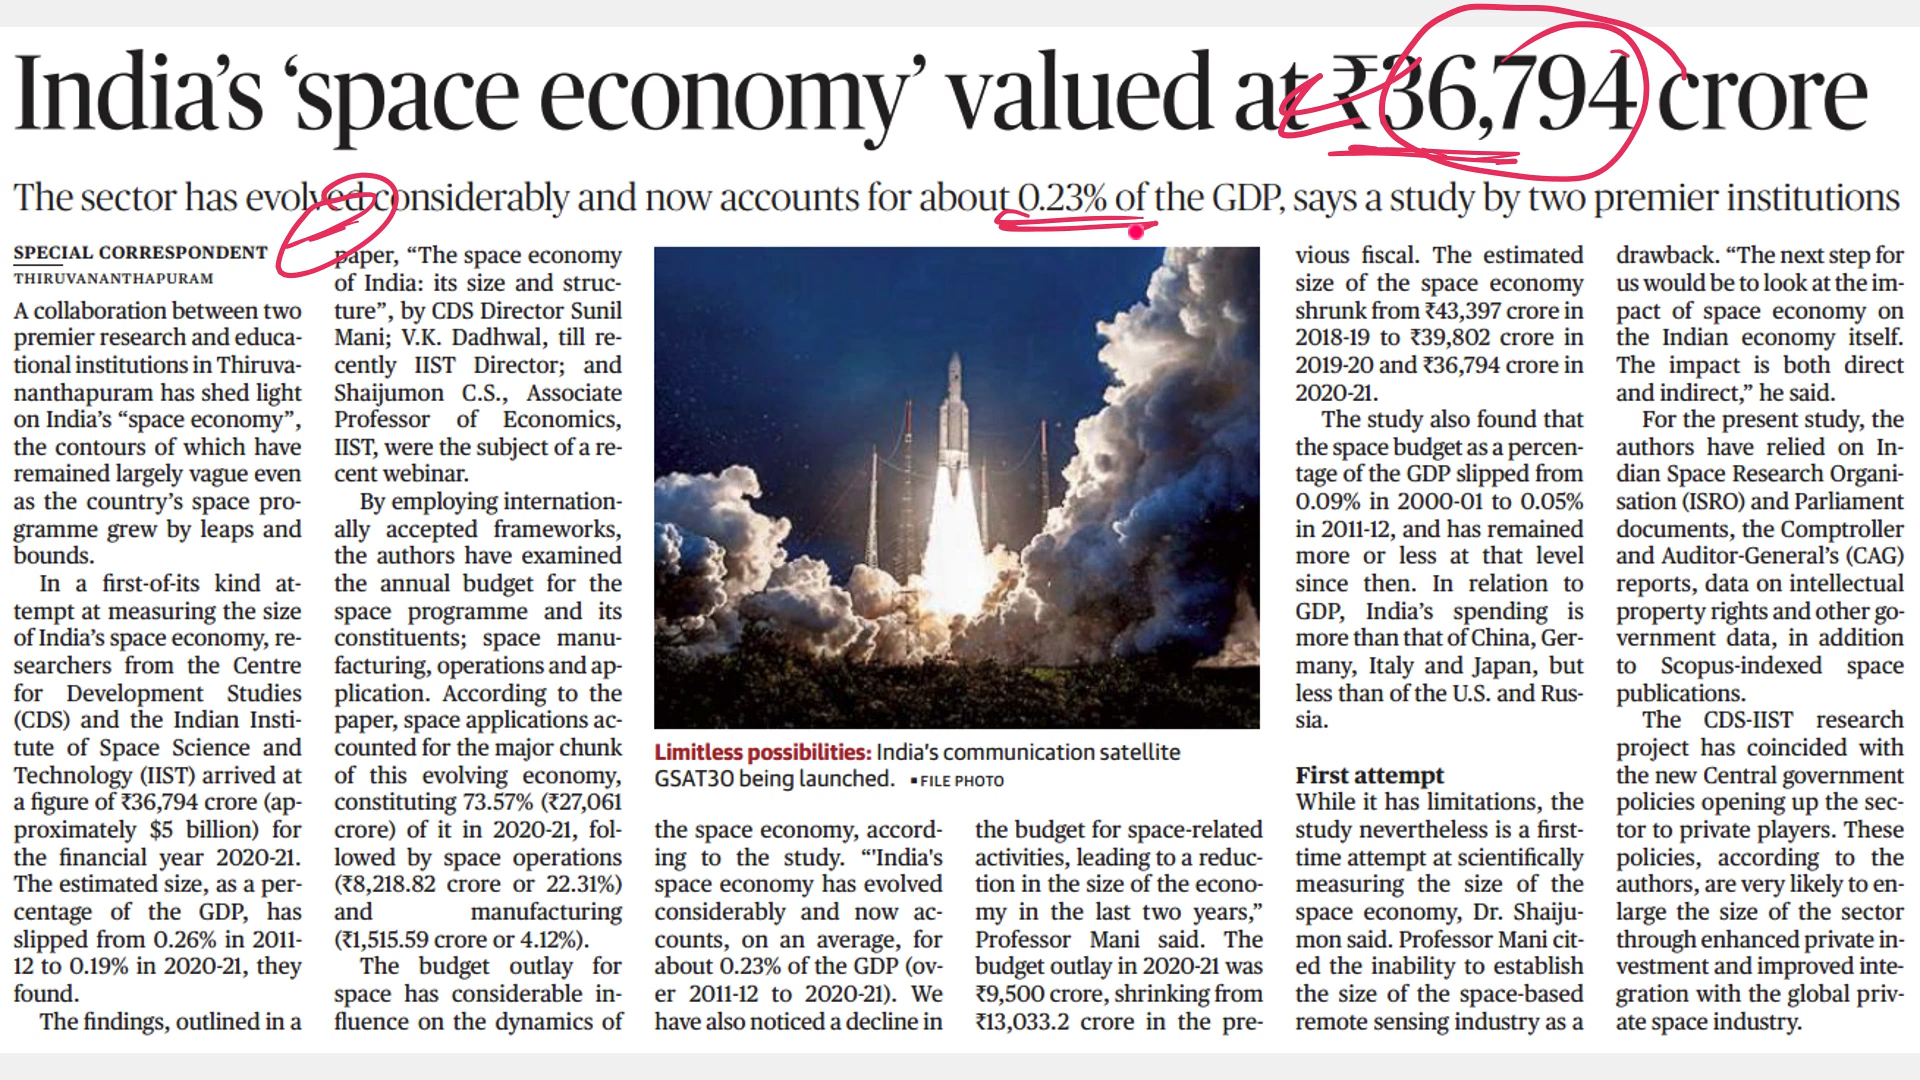 India's 'space economy' valued at ₹36,794 crore
The sector has evolved considerably and now accounts for about 0.23% of the GDP, says a study by two premier institutions
SPECIAL CORRESPONDENT
THIRUVANANTHAPURAM
A collaboration between two
premier research and educa-
tional institutions in Thiruva-
nanthapuram has shed light
on India's “space economy”,
the contours of which have
remained largely vague even
as the country's space pro-
gramme grew by leaps and
bounds.
In a first-of-its kind at-
tempt at measuring the size
of India's space economy, re-
searchers from the Centre
for Development Studies
(CDS) and the Indian Insti-
tute of Space Science and
Technology (IIST) arrived at
a figure of ₹36,794 crore (ap-
proximately $5 billion) for
the financial year 2020-21.
The estimated size, as a per-
centage of the GDP, has
slipped from 0.26% in 2011-
12 to 0.19% in 2020-21, they
found.
The findings, outlined in a
paper, “The space economy
of India: its size and struc-
ture”, by CDS Director Sunil
Mani; V.K. Dadhwal, till re-
cently IIST Director; and
Shaijumon C.S., Associate
Professor of Economics,
IIST, were the subject of a re-
cent webinar.
By employing internation-
ally accepted frameworks,
the authors have examined
the annual budget for the
space programme and its
constituents; space manu-
facturing, operations and ap-
plication. According to the
paper, space applications ac-
counted for the major chunk
of this evolving economy,
constituting 73.57% (₹27,061
crore) of it in 2020-21, fol-
lowed by space operations
(₹8,218.82 crore or 22.31%)
and manufacturing
(₹1,515.59 crore or 4.12%).
The budget outlay for
space has considerable in-
fluence on the dynamics of
Limitless possibilities: India's communication satellite
GSAT30 being launched. ▪FILE PHOTO
the space economy, accord-
ing to the study. “'India's
space economy has evolved
considerably and now ac-
counts, on an average, for
about 0.23% of the GDP (ov-
er 2011-12 to 2020-21). We
have also noticed a decline in
the budget for space-related
activities, leading to a reduc-
tion in the size of the econo-
my in the last two years,”
Professor Mani said. The
budget outlay in 2020-21 was
₹9,500 crore, shrinking from
₹13,033.2 crore in the pre-
vious fiscal. The estimated
size of the space economy
shrunk from ₹43,397 crore in
2018-19 to ₹39,802 crore in
2019-20 and ₹36,794 crore in
2020-21.
The study also found that
the space budget as a percen-
tage of the GDP slipped from
0.09% in 2000-01 to 0.05%
in 2011-12, and has remained
more or less at that level
since then. In relation to
GDP, India's spending is
more than that of China, Ger-
many, Italy and Japan, but
less than of the U.S. and Rus-
sia.
First attempt
While it has limitations, the
study nevertheless is a first-
time attempt at scientifically
measuring the size of the
space economy, Dr. Shaiju-
mon said. Professor Mani cit-
ed the inability to establish
the size of the space-based
remote sensing industry as a
drawback. “The next step for
us would be to look at the im-
pact of space economy on
the Indian economy itself.
The impact is both direct
and indirect,” he said.
For the present study, the
authors have relied on In-
dian Space Research Organi-
sation (ISRO) and Parliament
documents, the Comptroller
and Auditor-General's (CAG)
reports, data on intellectual
property rights and other go-
vernment data, in addition
to Scopus-indexed space
publications.
The CDS-IIST research
project has coincided with
the new Central government
policies opening up the sec-
tor to private players. These
policies, according to the
authors, are very likely to en-
large the size of the sector
through enhanced private in-
vestment and improved inte-
gration with the global priv-
ate space industry.